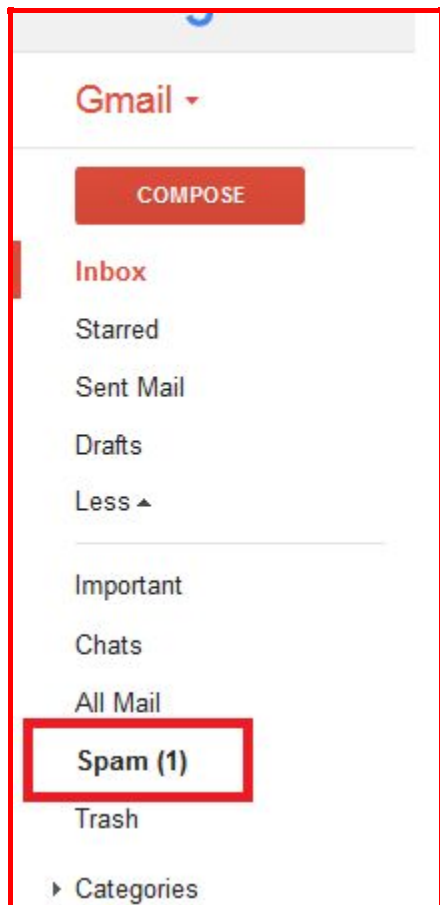 Gmail
COMPOSE
Inbox
Starred
Sent Mail
Drafts
Less
Important
Chats
All Mail
Spam (1)
Trash
Categories